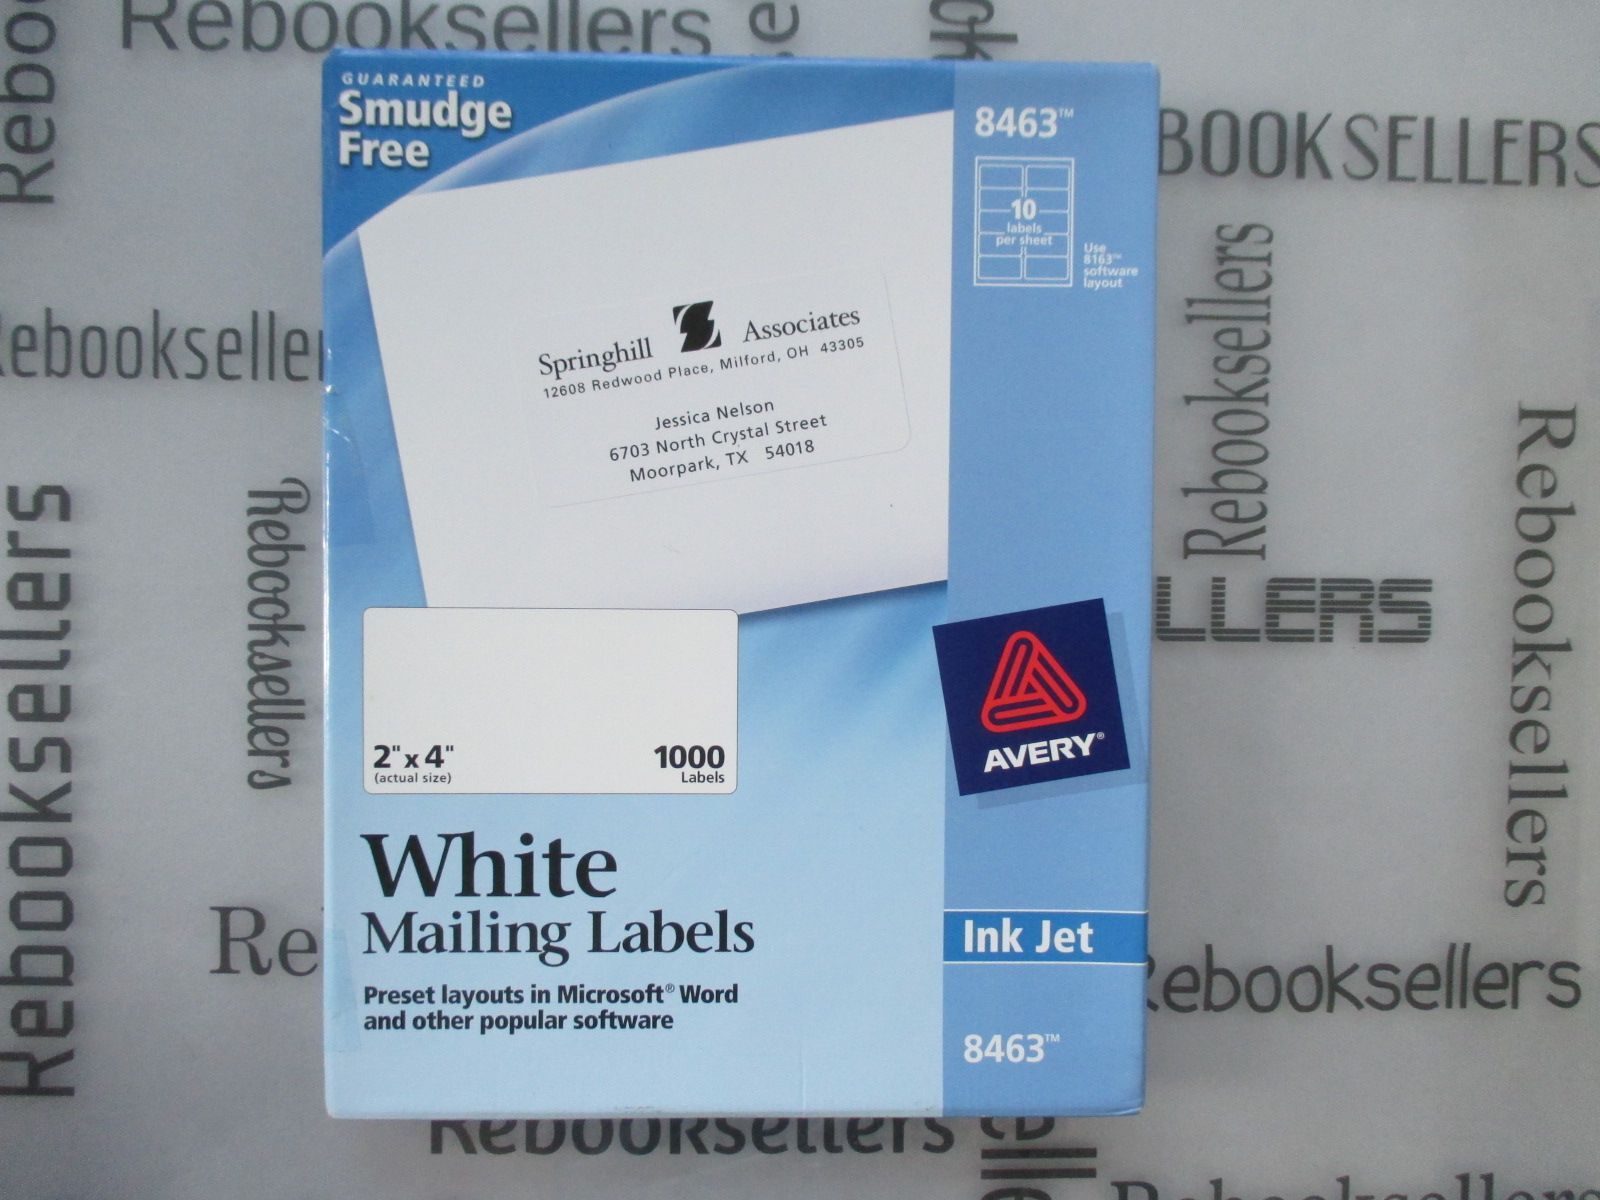 Rebooksellers
GUARANTEED
Smudge
Free
8463™
10
labels
per sheet
Use
8163™
software
layout
BOOKSELLERS
Springhill Associates
12608 Redwood Place, Milford, OH 43305
Jessica Nelson
6703 North Crystal Street
Moorpark, TX 54018
Rebooksellers
Rebooksellers
Rebooksellers
Rebooksellers
LLERS
AVERY®
2" x 4"
(actual size)
1000
Labels
White
Mailing Labels
Preset layouts in Microsoft® Word
and other popular software
Ink Jet
8463™
Re
ebooksellers
Rebooksellers